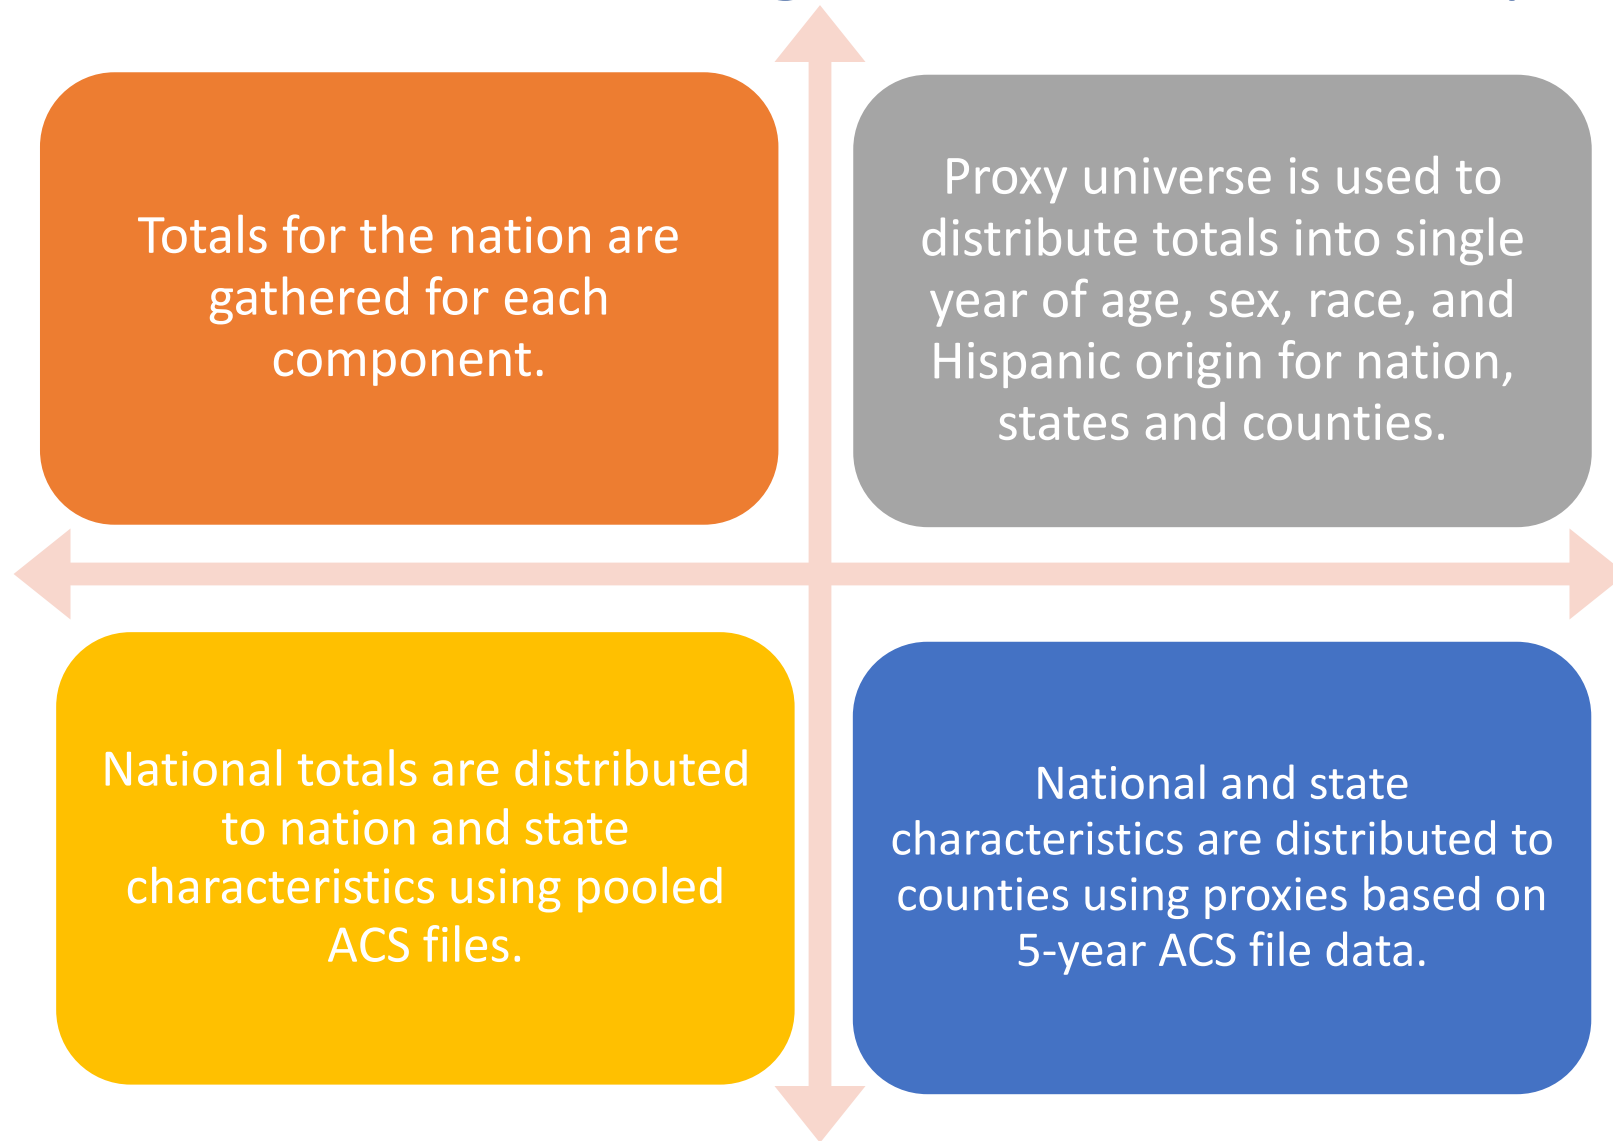 Totals for the nation are
gathered for each
component.
Proxy universe is used to
distribute totals into single
year of age, sex, race, and
Hispanic origin for nation,
states and counties.
National totals are distributed
to nation and state
characteristics using pooled
ACS files.
National and state
characteristics are distributed to
counties using proxies based on
5-year ACS file data.